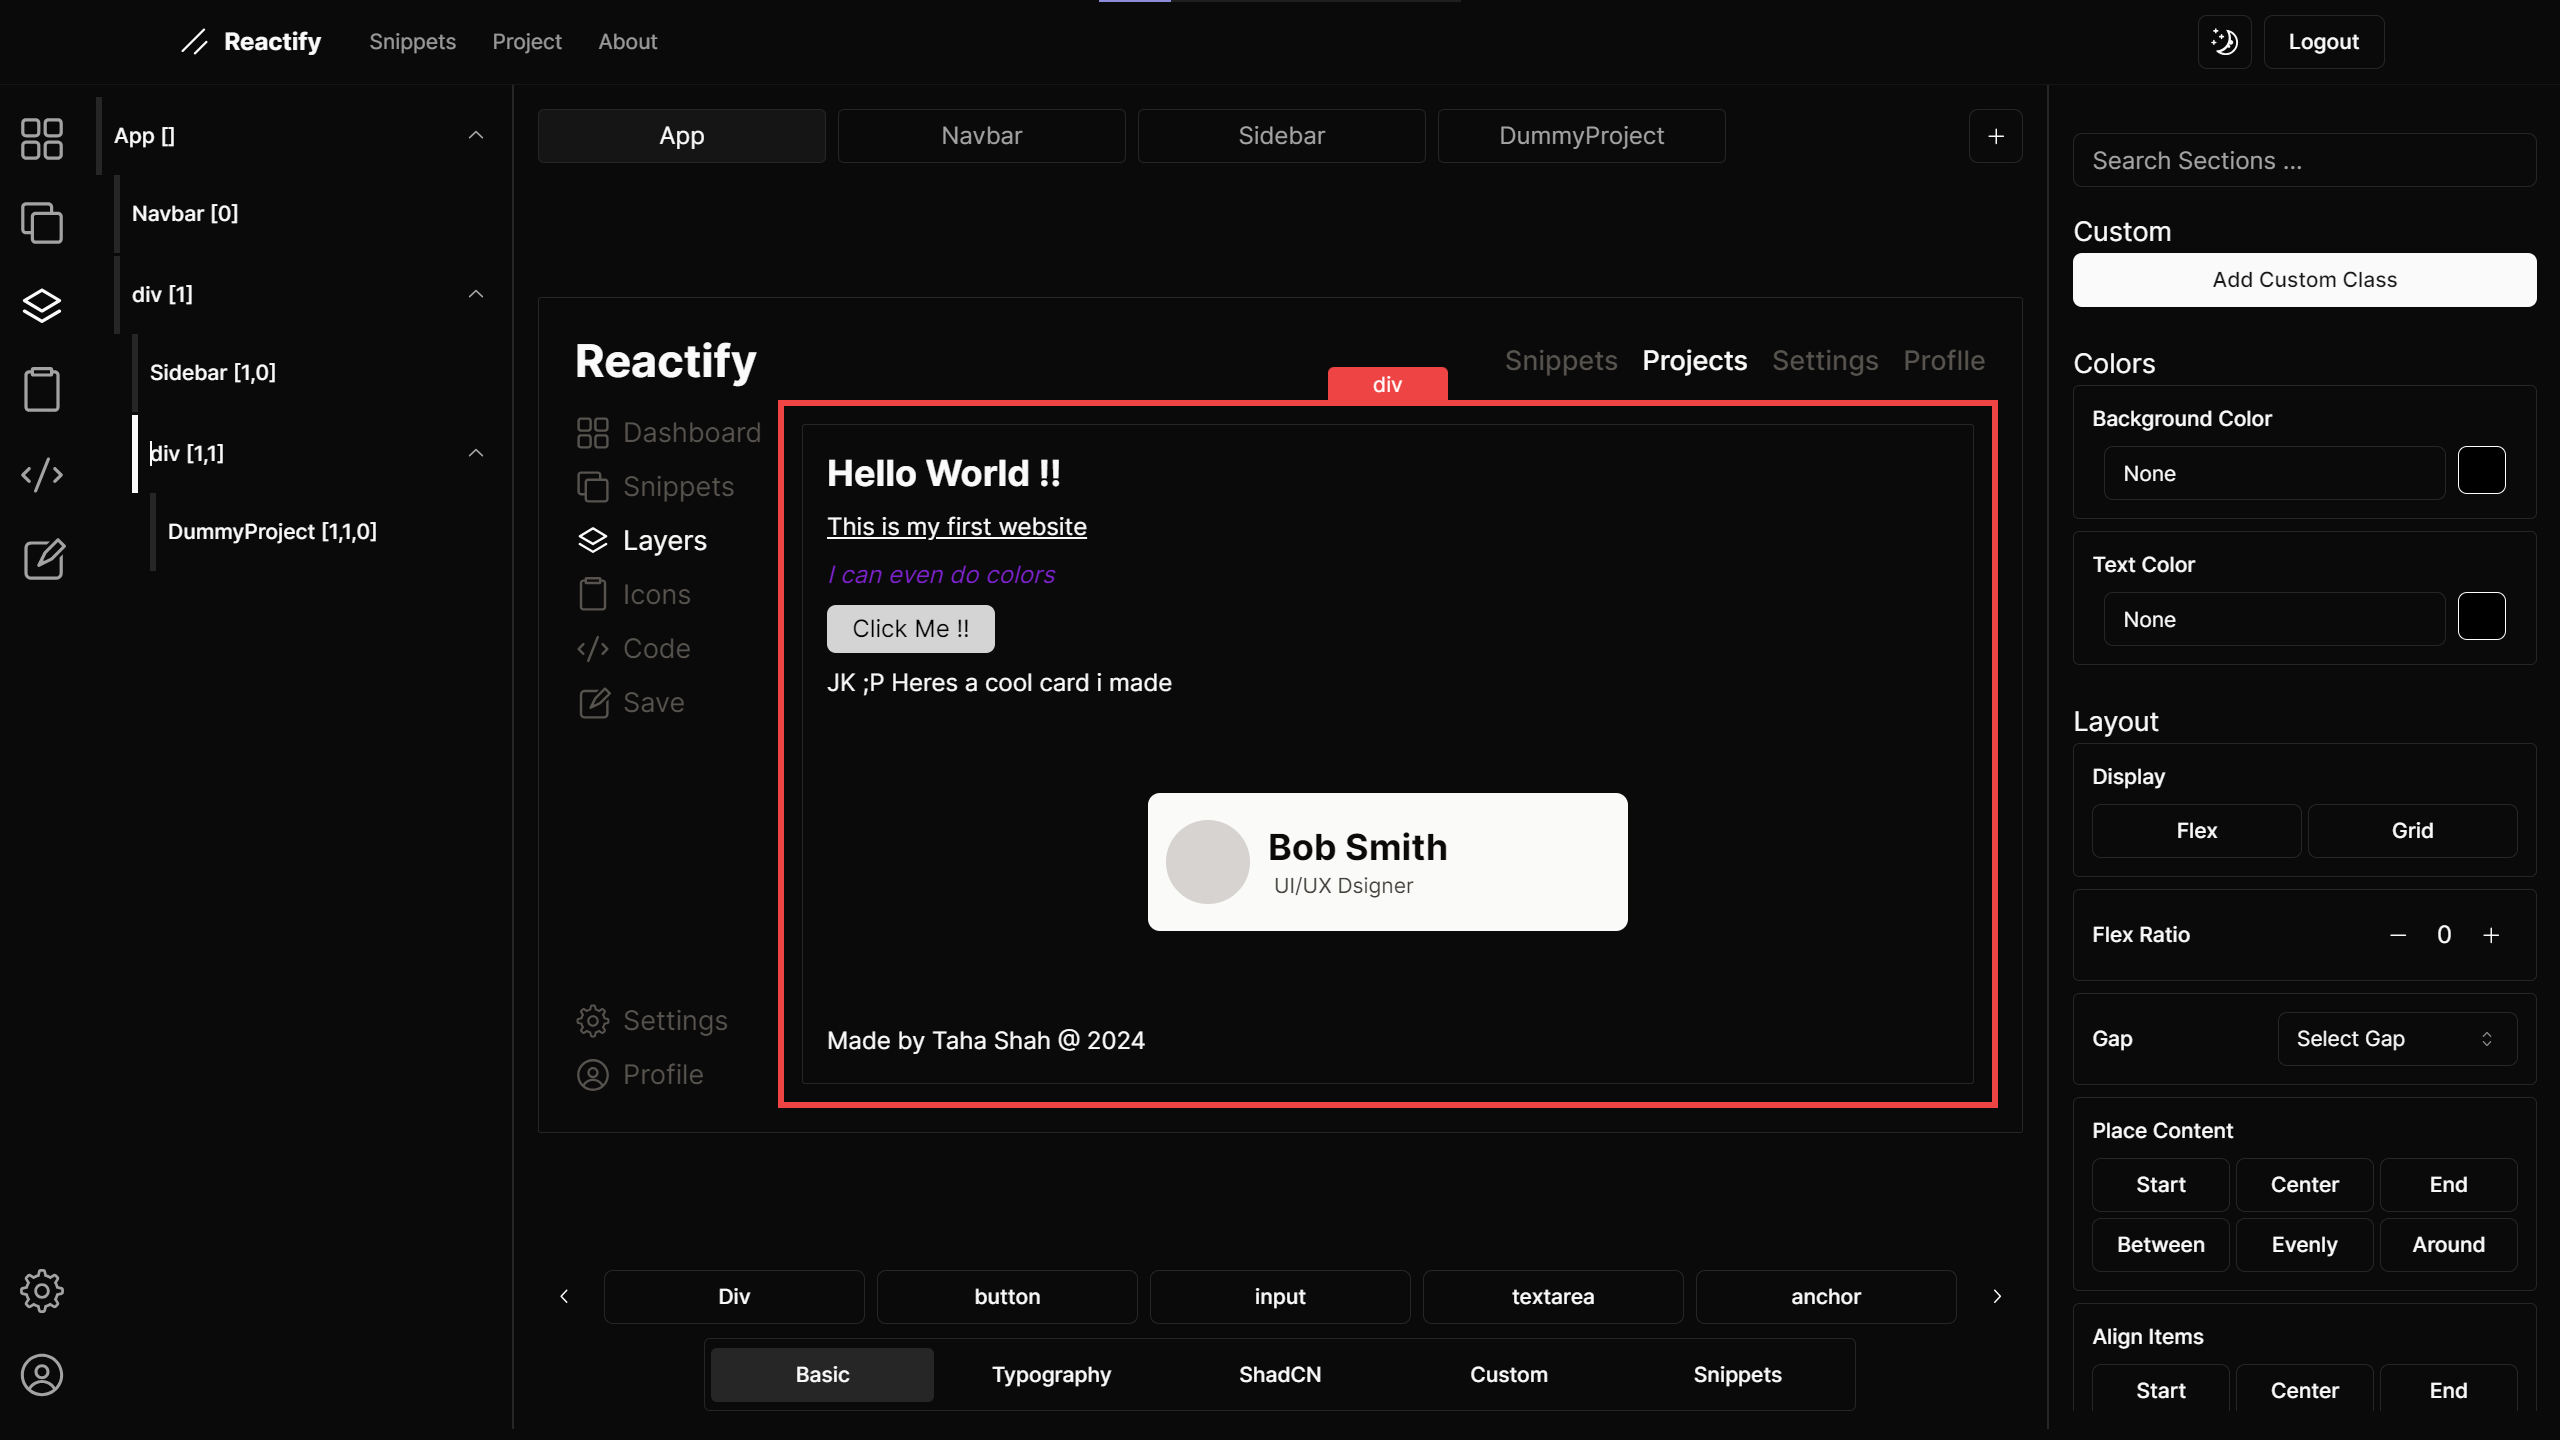 Reactify Snippets Project About Logout
App []
Navbar [0]
div [1]
Sidebar [1,0]
div [1,1]
DummyProject [1,1,0]
App Navbar Sidebar DummyProject +
Reactify Snippets Projects Settings Profile
div
Dashboard
Snippets
Layers
Icons
Code
Save
Settings
Profile
Hello World !!
This is my first website
I can even do colors
Click Me !!
JK ;P Heres a cool card i made
Bob Smith
UI/UX Dsigner
Made by Taha Shah @ 2024
Div button input textarea anchor
Basic Typography ShadCN Custom Snippets
Search Sections ...
Custom
Add Custom Class
Colors
Background Color
None
Text Color
None
Layout
Display
Flex Grid
Flex Ratio − 0 +
Gap Select Gap
Place Content
Start Center End
Between Evenly Around
Align Items
Start Center End